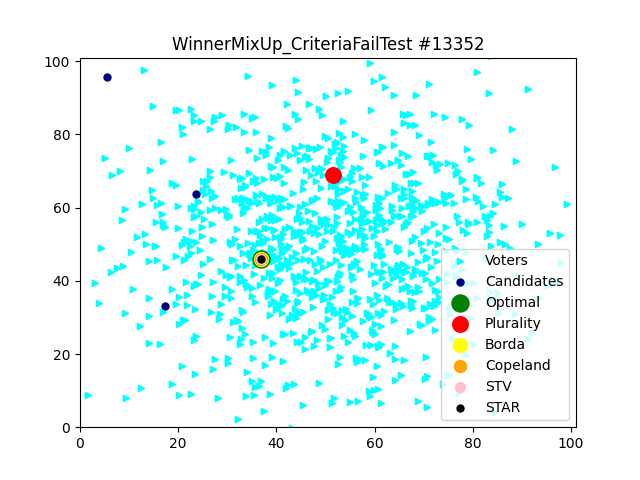 WinnerMixUp_CriteriaFailTest #13352
100
80
60
40
20
0
0 20 40 60 80 100
Voters
Candidates
Optimal
Plurality
Borda
Copeland
STV
STAR